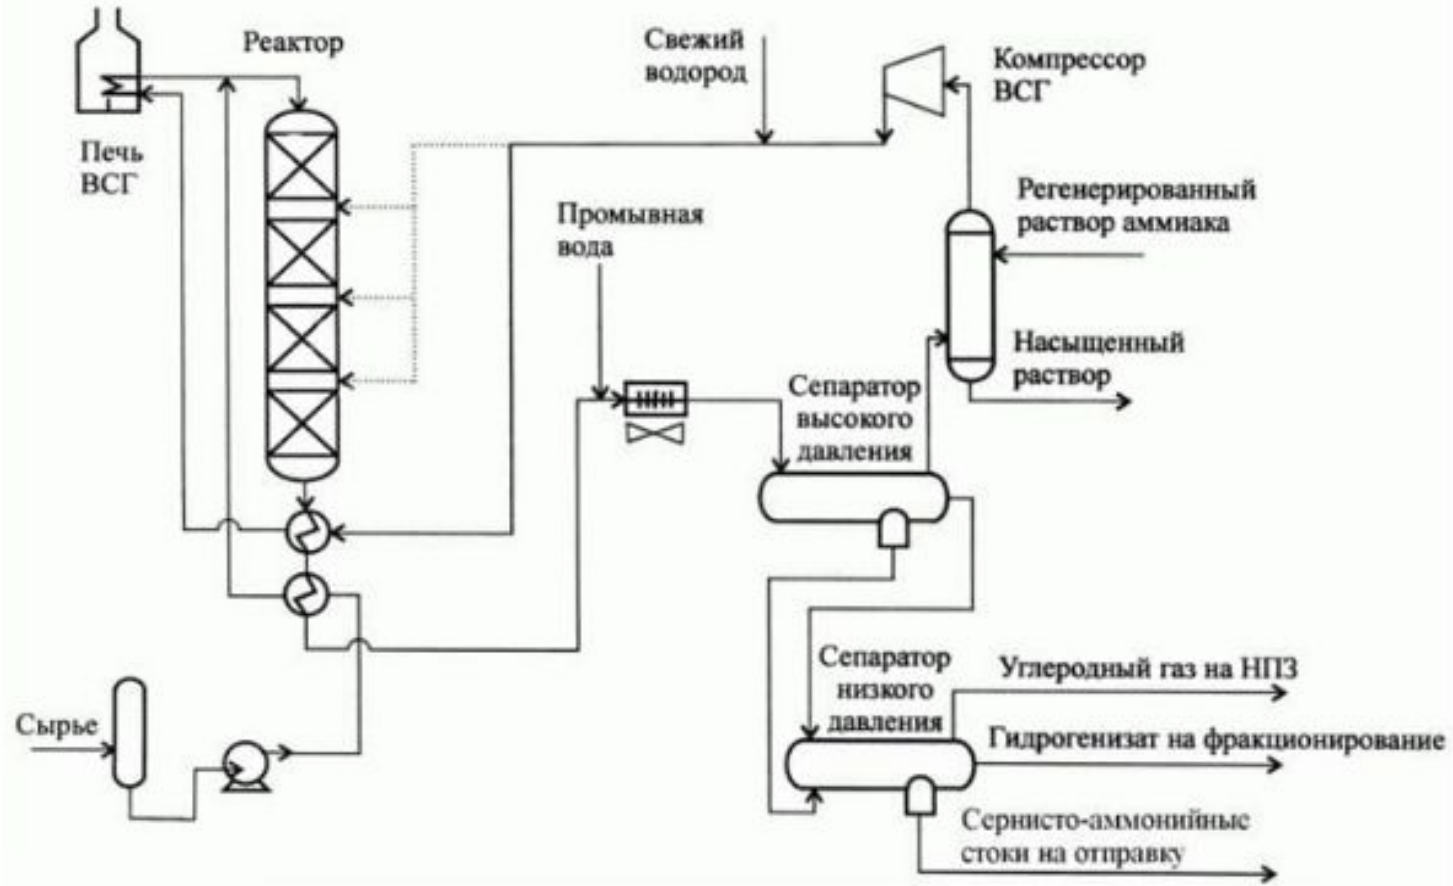 Реактор
Свежий
водород
Компрессор
ВСГ
Печь
ВСГ
Регенерированный
раствор аммиака
Промывная
вода
Насыщенный
раствор
Сепаратор
высокого
давления
Сепаратор
низкого
давления
Углеродный газ на НПЗ
Сырье
Гидрогенизат на фракционирование
Сернисто-аммонийные
стоки на отправку